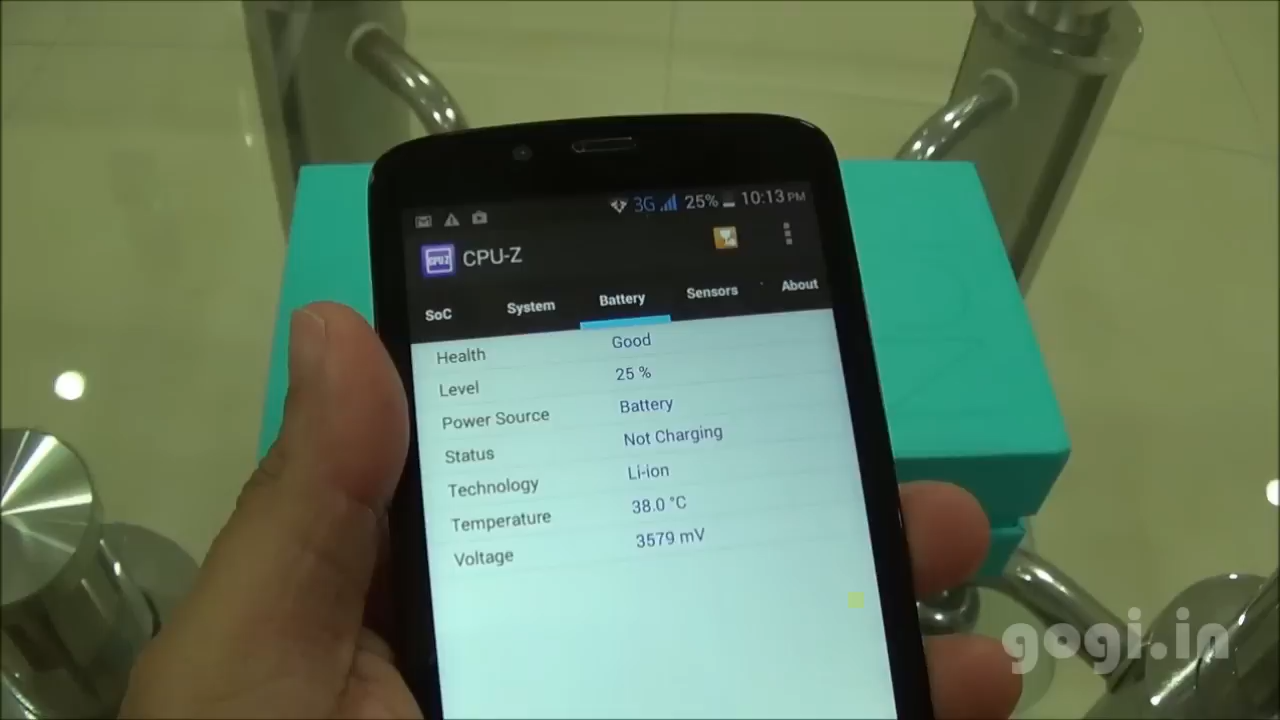 3G 25% 10:13 PM
CPU-Z CPU-Z
SoC System Battery Sensors About
Health Good
Level 25 %
Power Source Battery
Status Not Charging
Technology Li-ion
Temperature 38.0 °C
Voltage 3579 mV
gogi.in